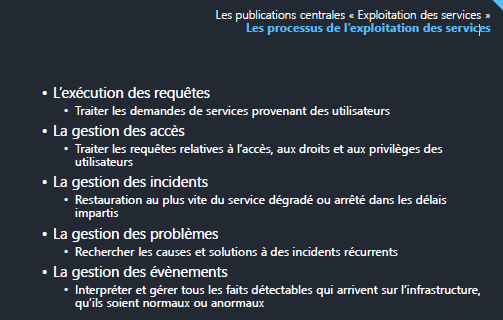 Les publications centrales « Exploitation des services »
Les processus de l'exploitation des services
• L'exécution des requêtes
• Traiter les demandes de services provenant des utilisateurs
• La gestion des accès
• Traiter les requêtes relatives à l'accès, aux droits et aux privilèges des
utilisateurs
• La gestion des incidents
• Restauration au plus vite du service dégradé ou arrêté dans les délais
impartis
• La gestion des problèmes
• Rechercher les causes et solutions à des incidents récurrents
• La gestion des évènements
• Interpréter et gérer tous les faits détectables qui arrivent sur l'infrastructure,
qu'ils soient normaux ou anormaux